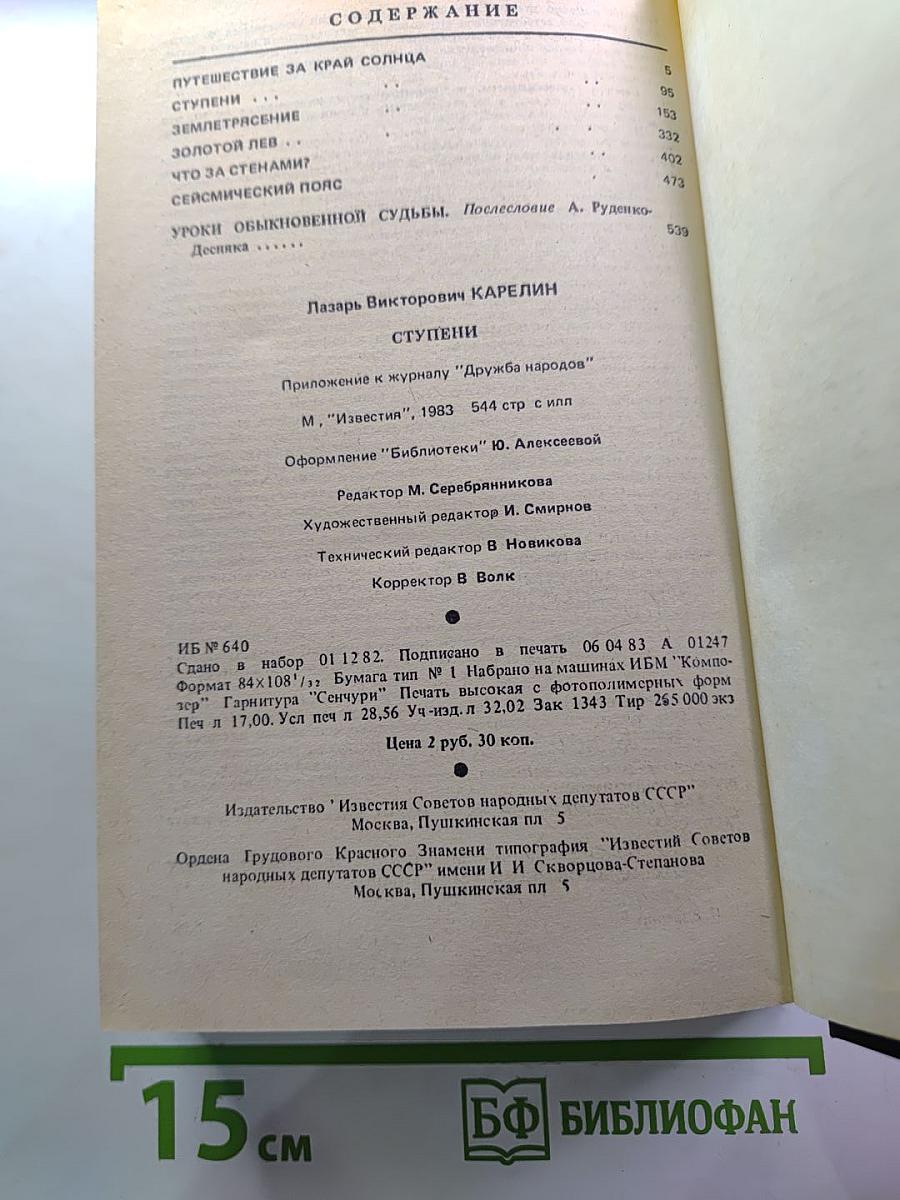 СОДЕРЖАНИЕ
ПУТЕШЕСТВИЕ ЗА КРАЙ СОЛНЦА 5
СТУПЕНИ . . . 95
ЗЕМЛЕТРЯСЕНИЕ 153
ЗОЛОТОЙ ЛЕВ . . 332
ЧТО ЗА СТЕНАМИ? 402
СЕЙСМИЧЕСКИЙ ПОЯС 473
УРОКИ ОБЫКНОВЕННОЙ СУДЬБЫ. Послесловие А. Руденко-
Десняка . . . . . . 539
Лазарь Викторович КАРЕЛИН
СТУПЕНИ
Приложение к журналу "Дружба народов"
М , "Известия", 1983 544 стр с илл
Оформление "Библиотеки" Ю. Алексеевой
Редактор М. Серебрянникова
Художественный редактор И. Смирнов
Технический редактор В Новикова
Корректор В Волк
ИБ № 640
Сдано в набор 01 12 82. Подписано в печать 06 04 83 А 01247
Формат 84×108 1/32 Бумага тип № 1 Набрано на машинах ИБМ "Компо-
зер" Гарнитура "Сенчури" Печать высокая с фотополимерных форм
Печ л 17,00. Усл печ л 28,56 Уч-изд. л 32,02 Зак 1343 Тир 265 000 экз
Цена 2 руб. 30 коп.
Издательство ' Известия Советов народных депутатов СССР"
Москва, Пушкинская пл 5
Ордена Трудового Красного Знамени типография "Известий Советов
народных депутатов СССР" имени И И Скворцова-Степанова
Москва, Пушкинская пл 5
15 см
БФ БИБЛИОФАН